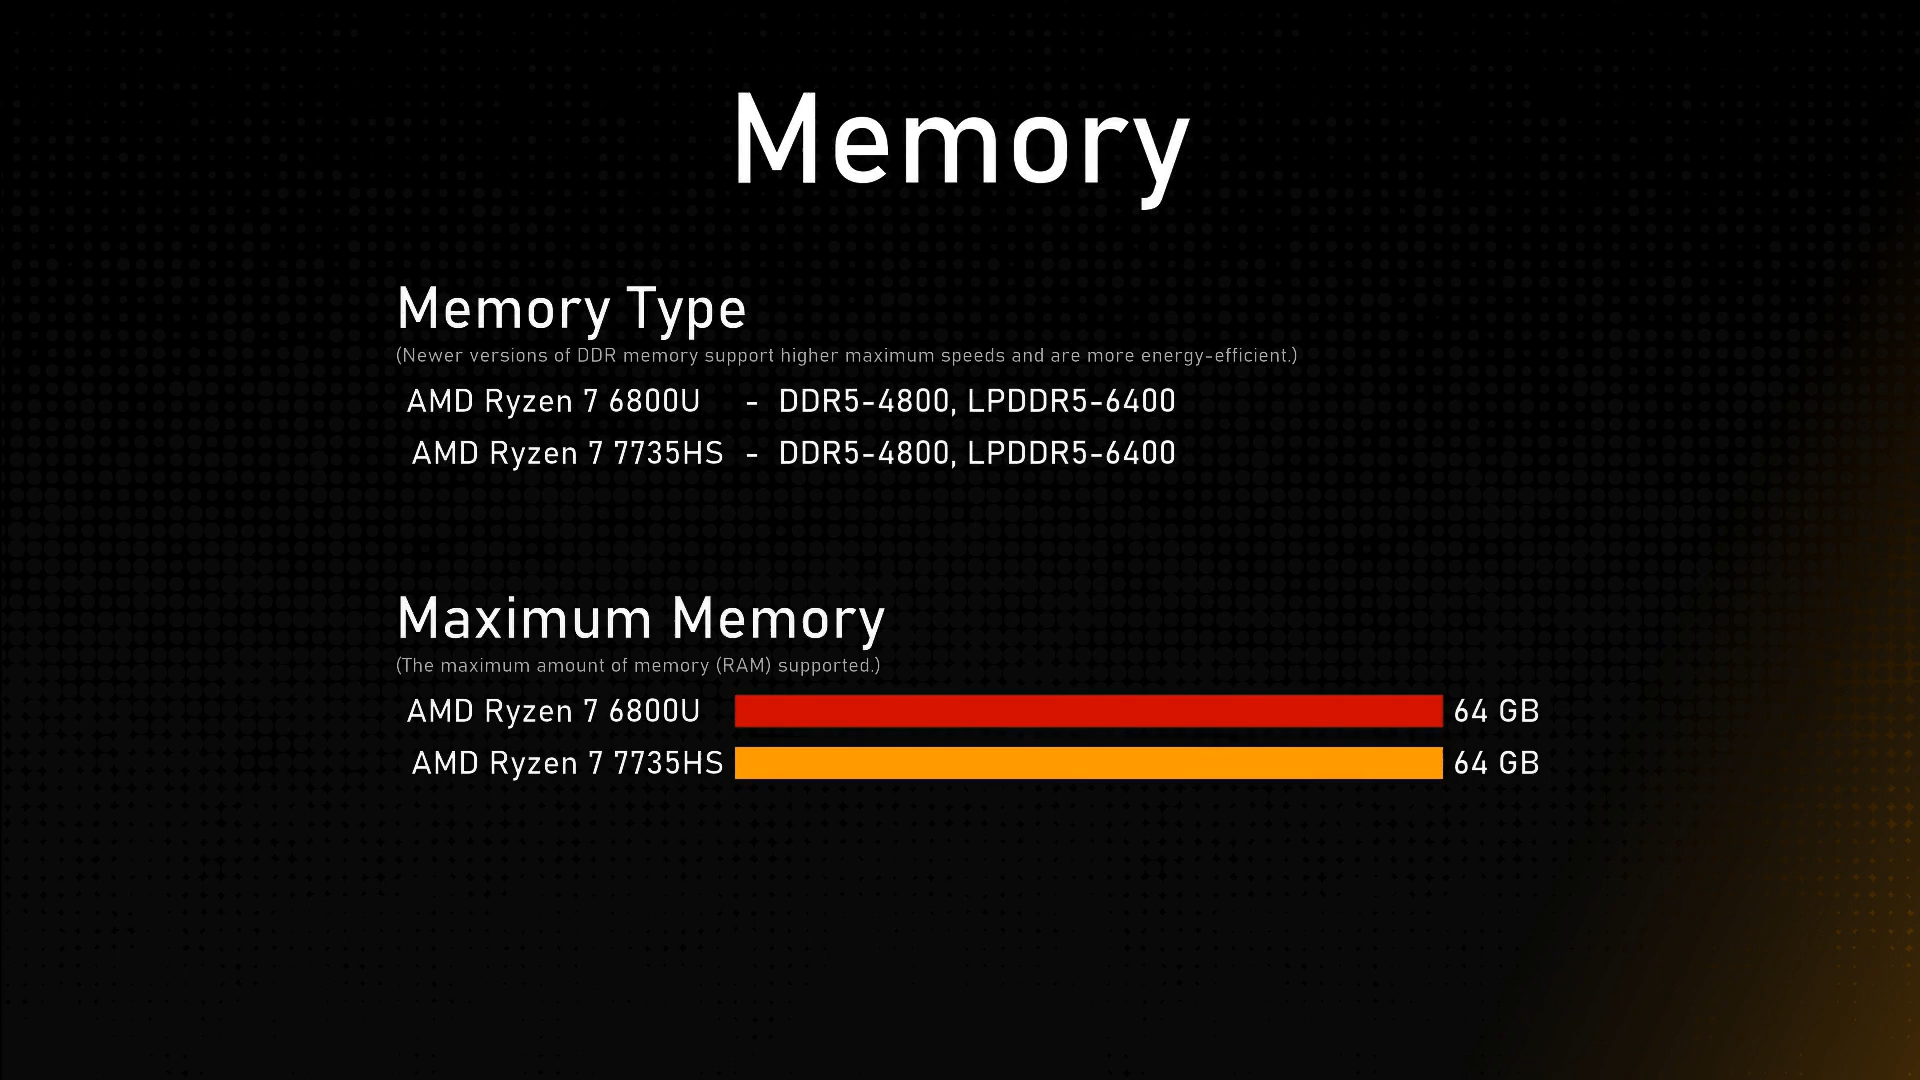 Memory
Memory Type
(Newer versions of DDR memory support higher maximum speeds and are more energy-efficient.)
AMD Ryzen 7 6800U - DDR5-4800, LPDDR5-6400
AMD Ryzen 7 7735HS - DDR5-4800, LPDDR5-6400
Maximum Memory
(The maximum amount of memory (RAM) supported.)
AMD Ryzen 7 6800U 64 GB
AMD Ryzen 7 7735HS 64 GB